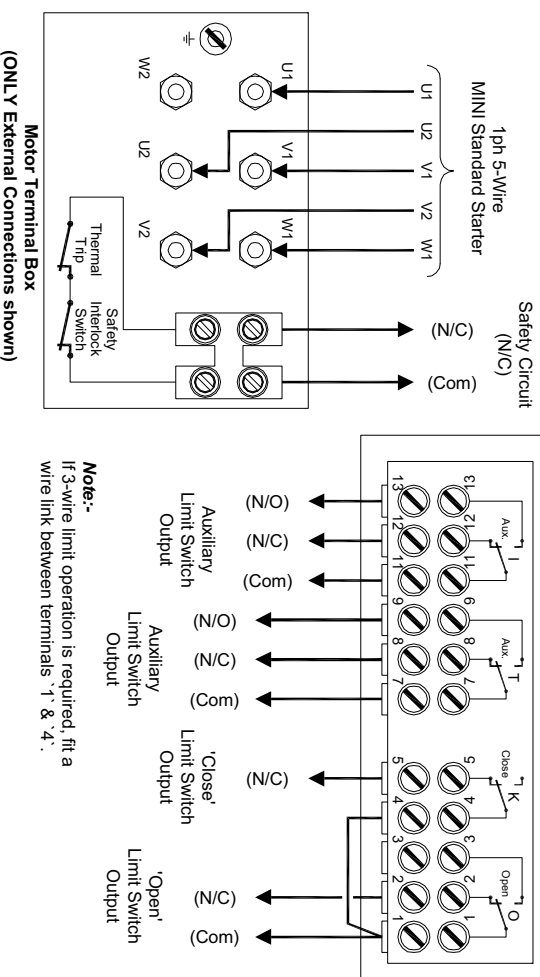 1ph 5-Wire
MINI Standard Starter
U1
U2
V1
V2
W1
Safety Circuit
(N/C)
(N/C)
(Com)
W2
U1
U2
V1
V2
W1
Thermal
Trip
Safety
Interlock
Switch
Motor Terminal Box
(ONLY External Connections shown)
Aux.
I
Aux.
T
Close
K
Open
O
13
12
11
9
8
7
5
4
3
2
1
13
12
11
9
8
7
5
4
3
2
1
(N/O)
(N/C)
(Com)
(N/O)
(N/C)
(Com)
(N/C)
(N/C)
(Com)
Auxiliary
Limit Switch
Output
Auxiliary
Limit Switch
Output
'Close'
Limit Switch
Output
'Open'
Limit Switch
Output
Note:-
If 3-wire limit operation is required, fit a
wire link between terminals `1` & `4`.